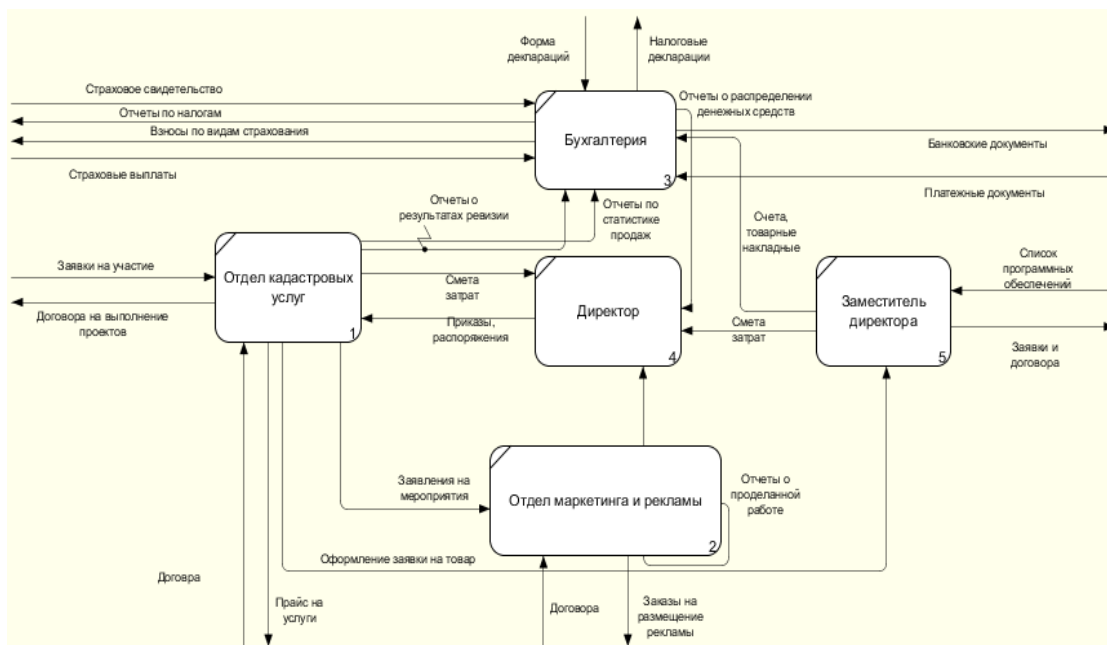 Форма
деклараций
Налоговые
декларации
Страховое свидетельство
Отчеты по налогам
Взносы по видам страхования
Страховые выплаты
Бухгалтерия
3
Отчеты о распределении
денежных средств
Банковские документы
Платежные документы
Отчеты о
результатах ревизии
Отчеты по
статистике
продаж
Счета,
товарные
накладные
Заявки на участие
Договора на выполнение
проектов
Отдел кадастровых
услуг
1
Смета
затрат
Приказы,
распоряжения
Директор
4
Смета
затрат
Заместитель
директора
5
Список
программных
обеспечений
Заявки и
договора
Заявления на
мероприятия
Отдел маркетинга и рекламы
2
Отчеты о
проделанной
работе
Оформление заявки на товар
Договра
Прайс на
услуги
Договора
Заказы на
размещение
рекламы